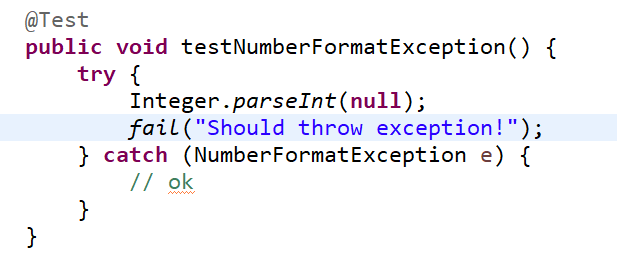 @Test
public void testNumberFormatException() {
    try {
        Integer.parseInt(null);
        fail("Should throw exception!");
    } catch (NumberFormatException e) {
        // ok
    }
}